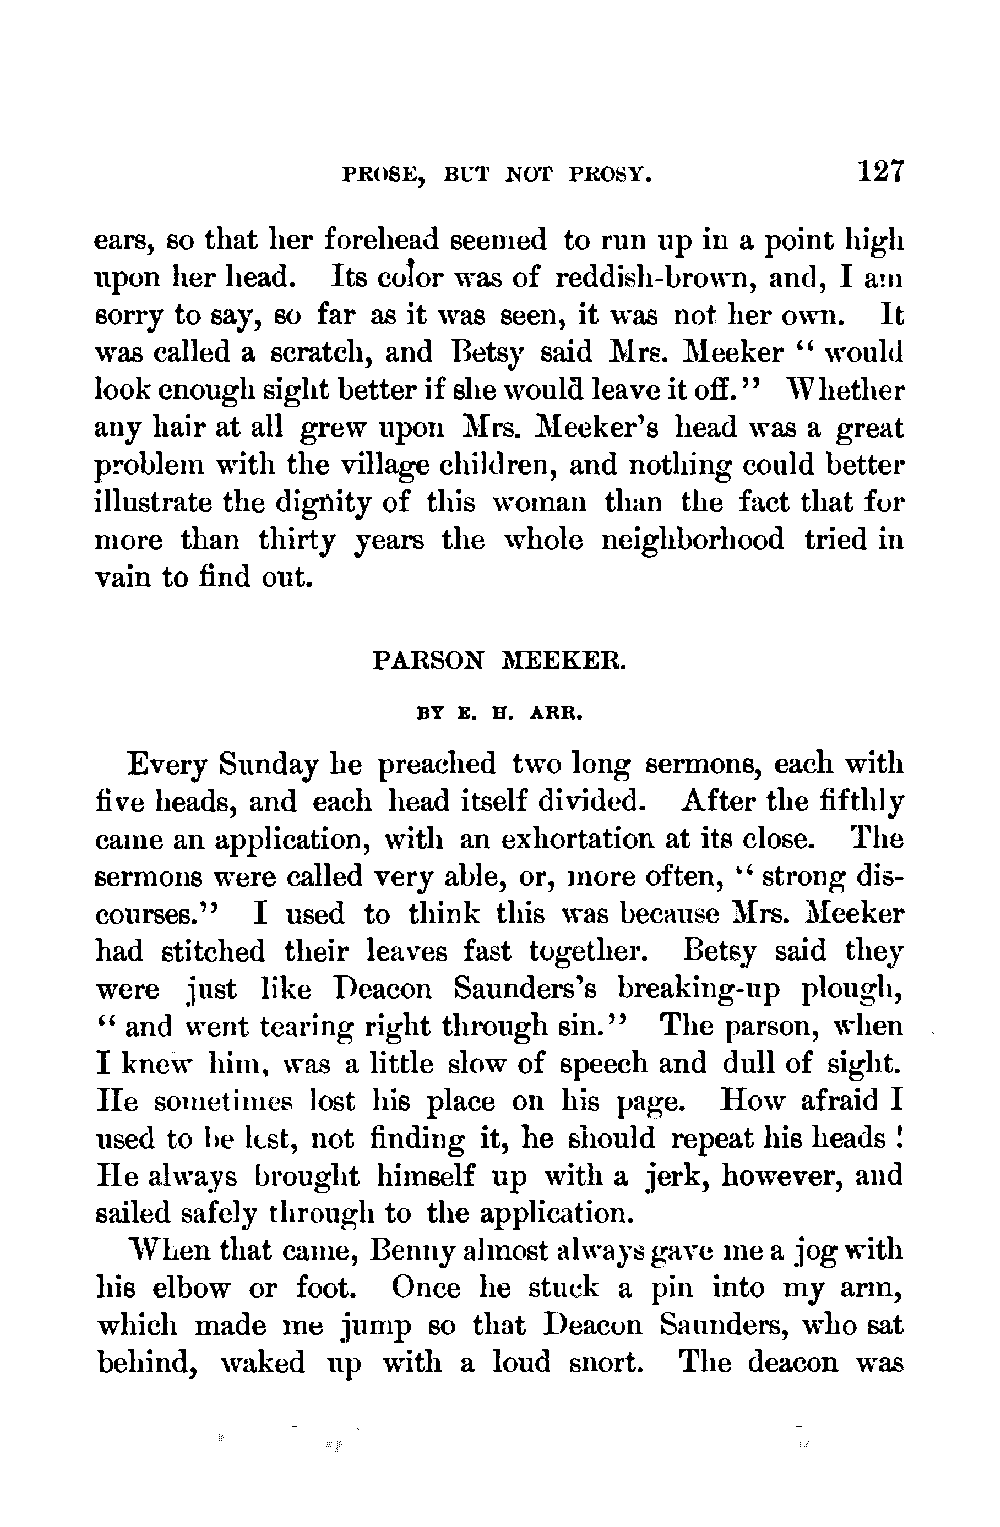 PROSE, BUT NOT PROSY. 127
ears, so that her forehead seemed to run up in a point high
upon her head. Its color was of reddish-brown, and, I am
sorry to say, so far as it was seen, it was not her own. It
was called a scratch, and Betsy said Mrs. Meeker “ would
look enough sight better if she would leave it off.” Whether
any hair at all grew upon Mrs. Meeker’s head was a great
problem with the village children, and nothing could better
illustrate the dignity of this woman than the fact that for
more than thirty years the whole neighborhood tried in
vain to find out.
PARSON MEEKER.
BY E. H. ARR.
Every Sunday he preached two long sermons, each with
five heads, and each head itself divided. After the fifthly
came an application, with an exhortation at its close. The
sermons were called very able, or, more often, “ strong dis-
courses.” I used to think this was because Mrs. Meeker
had stitched their leaves fast together. Betsy said they
were just like Deacon Saunders’s breaking-up plough,
“ and went tearing right through sin.” The parson, when
I knew him, was a little slow of speech and dull of sight.
He sometimes lost his place on his page. How afraid I
used to be lest, not finding it, he should repeat his heads !
He always brought himself up with a jerk, however, and
sailed safely through to the application.
When that came, Benny almost always gave me a jog with
his elbow or foot. Once he stuck a pin into my arm,
which made me jump so that Deacon Saunders, who sat
behind, waked up with a loud snort. The deacon was